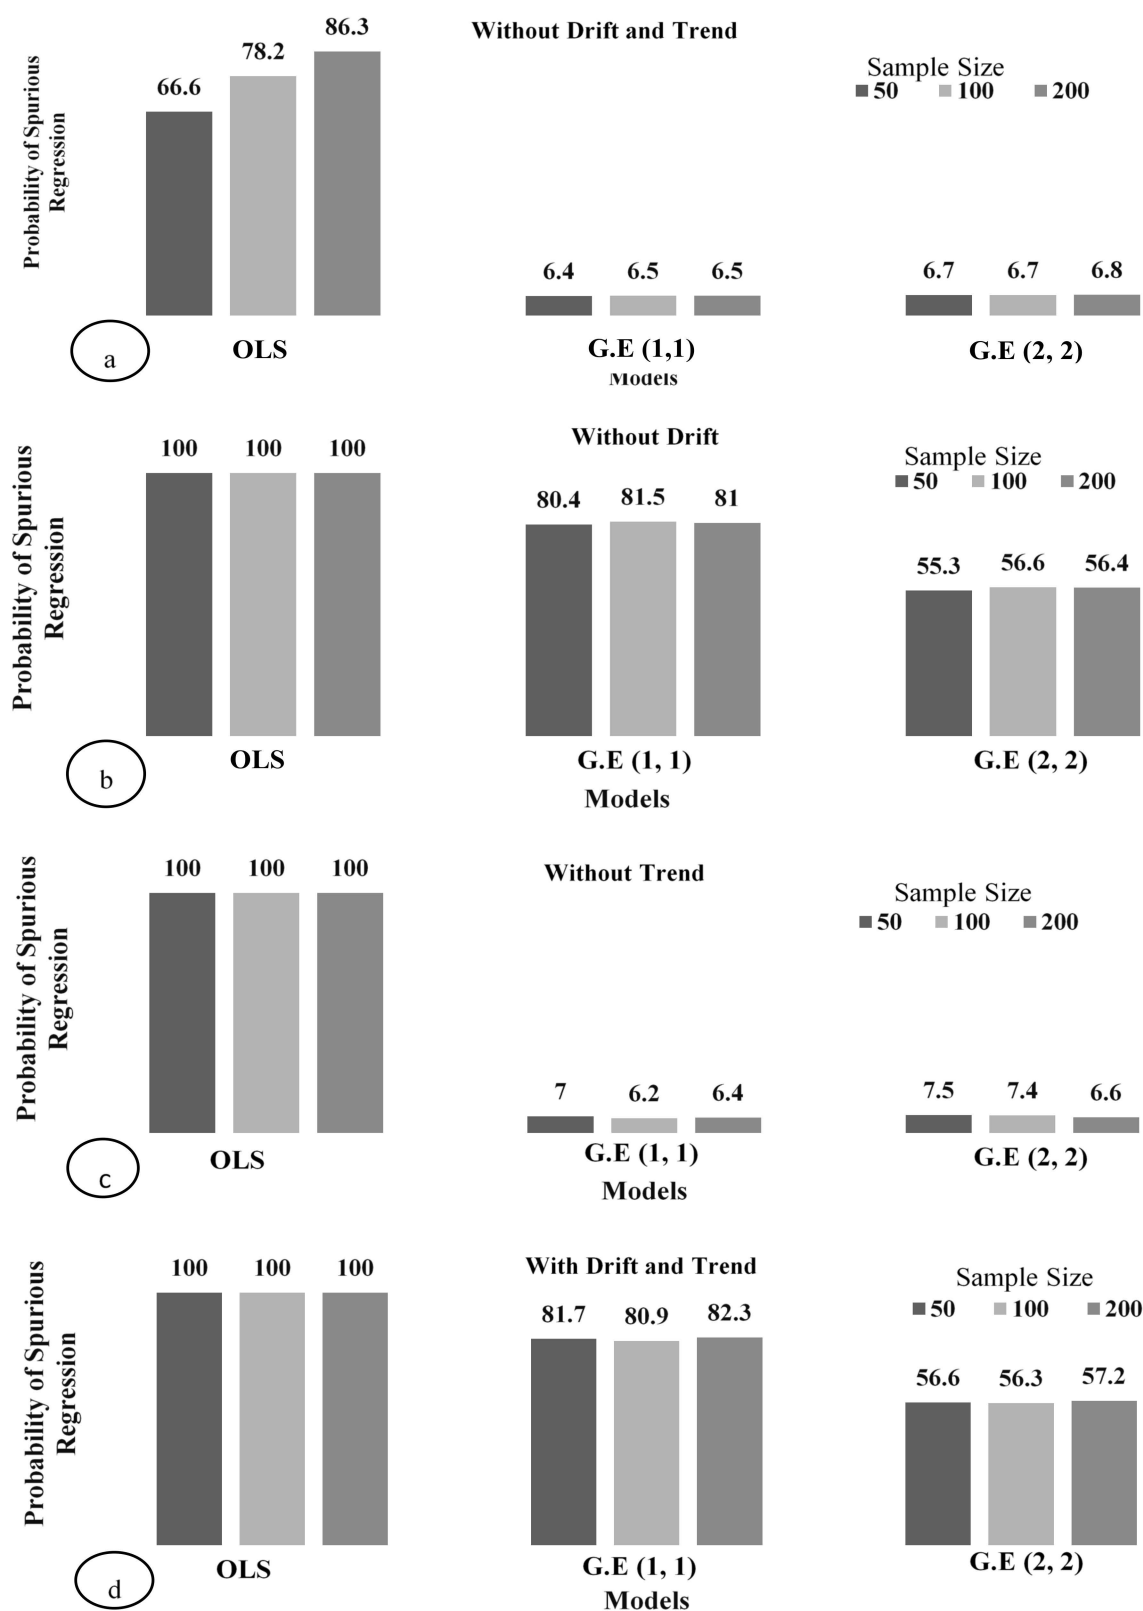 Without Drift and Trend
Probability of Spurious
Regression
Sample Size
50 100 200
66.6 78.2 86.3
6.4 6.5 6.5
6.7 6.7 6.8
a
OLS G.E (1,1) G.E (2, 2)
Models
Without Drift
Probability of Spurious
Regression
Sample Size
50 100 200
100 100 100
80.4 81.5 81
55.3 56.6 56.4
b
OLS G.E (1, 1) G.E (2, 2)
Models
Without Trend
Probability of Spurious
Regression
Sample Size
50 100 200
100 100 100
7 6.2 6.4
7.5 7.4 6.6
c
OLS G.E (1, 1) G.E (2, 2)
Models
With Drift and Trend
Probability of Spurious
Regression
Sample Size
50 100 200
100 100 100
81.7 80.9 82.3
56.6 56.3 57.2
d
OLS G.E (1, 1) G.E (2, 2)
Models